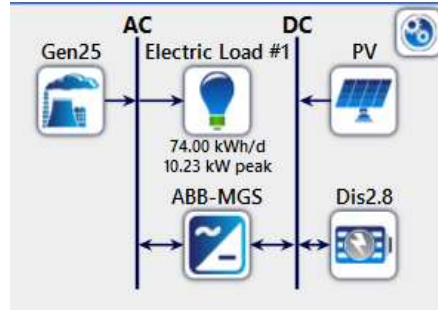 AC
DC
Gen25
Electric Load #1
PV
74.00 kWh/d
10.23 kW peak
ABB-MGS
Dis2.8